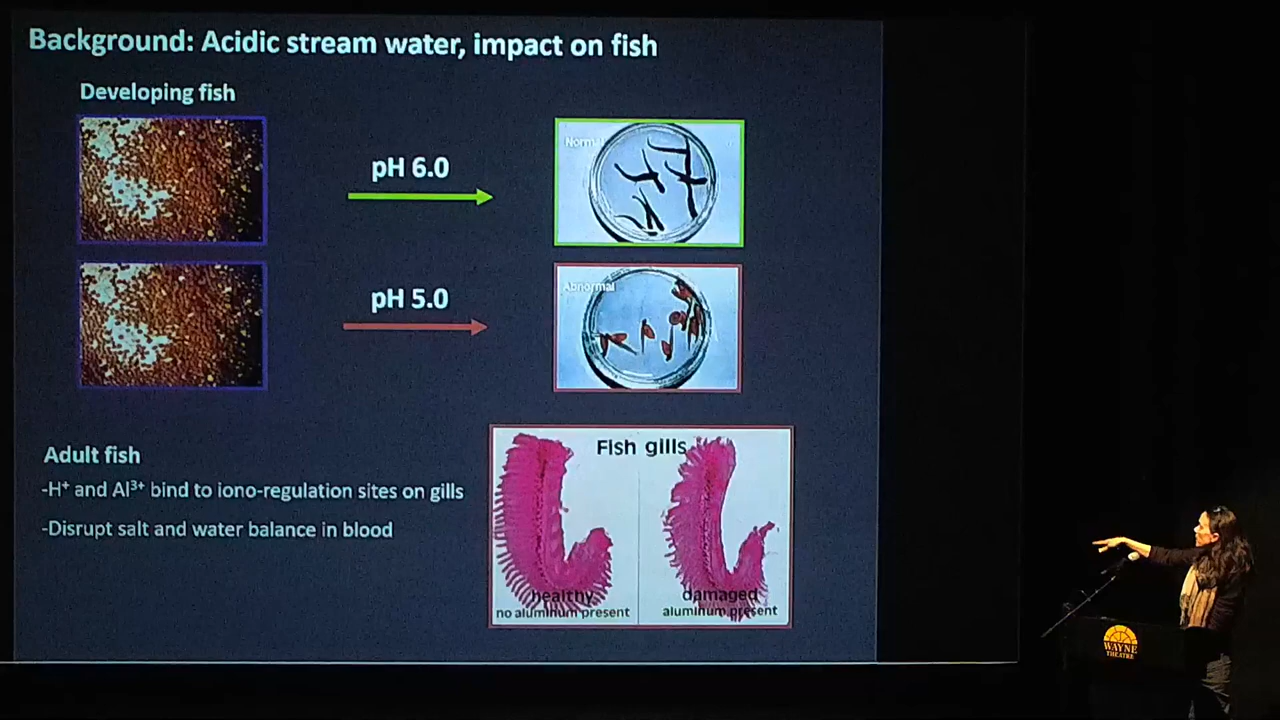 Background: Acidic stream water, impact on fish
Developing fish
pH 6.0
Normal
pH 5.0
Abnormal
Adult fish
-H⁺ and Al³⁺ bind to iono-regulation sites on gills
-Disrupt salt and water balance in blood
Fish gills
healthy
no aluminum present
damaged
aluminum present
WAYNE
THEATRE